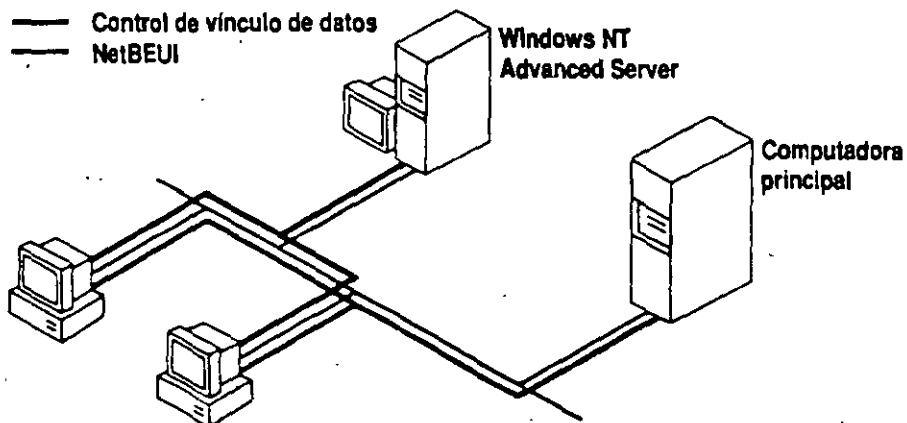 Control de vínculo de datos
NetBEUI
Windows NT
Advanced Server
Computadora
principal